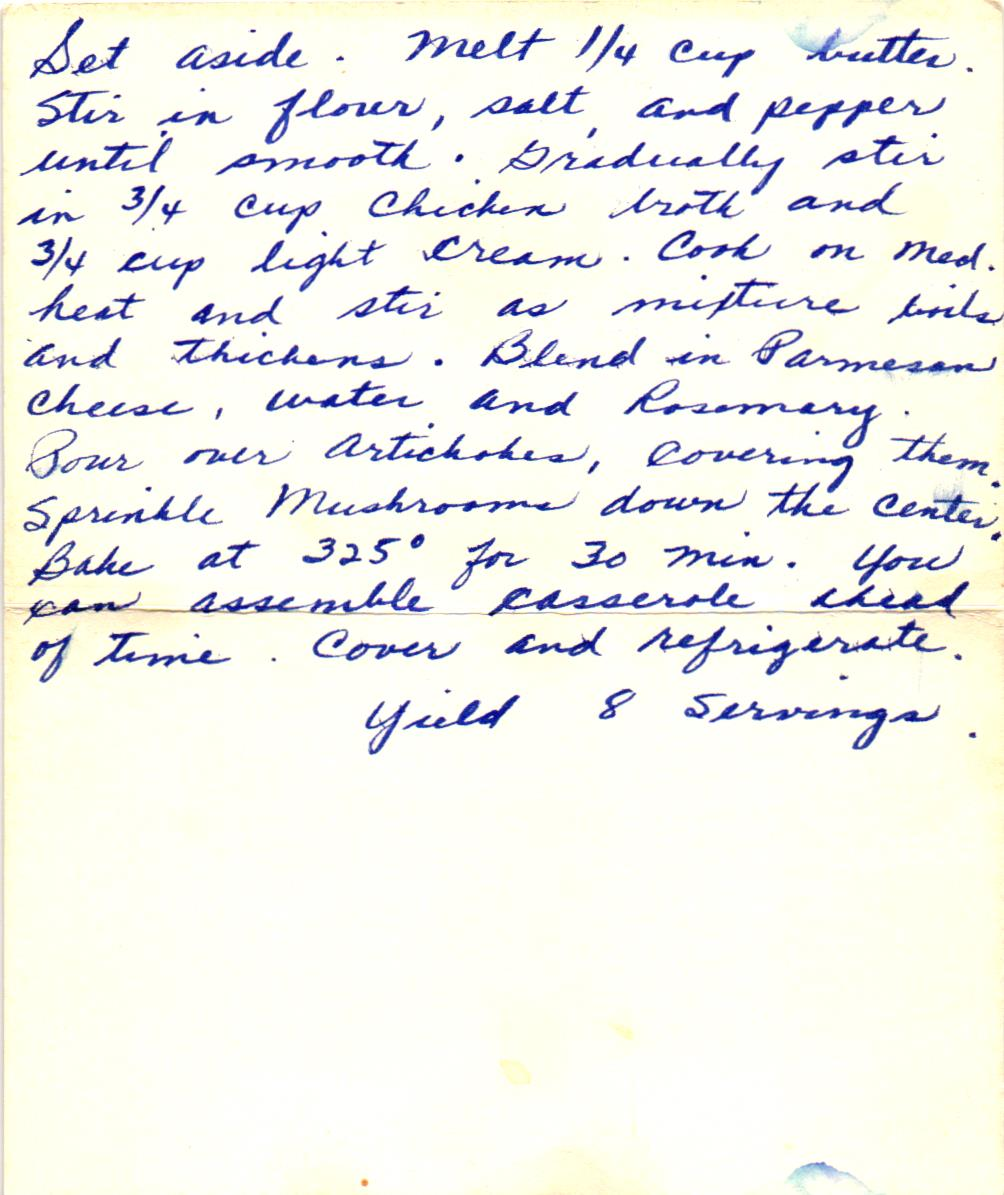 Set aside. Melt 1/4 cup butter.
Stir in flour, salt, and pepper
until smooth. Gradually stir
in 3/4 cup Chicken broth and
3/4 cup light cream. Cook on med.
heat and stir as mixture boils
and thickens. Blend in Parmesan
cheese, water and Rosemary.
Pour over Artichokes, covering them.
Sprinkle Mushrooms down the center.
Bake at 325° for 30 min. You
can assemble casserole ahead
of time. Cover and refrigerate.
Yield 8 Servings.